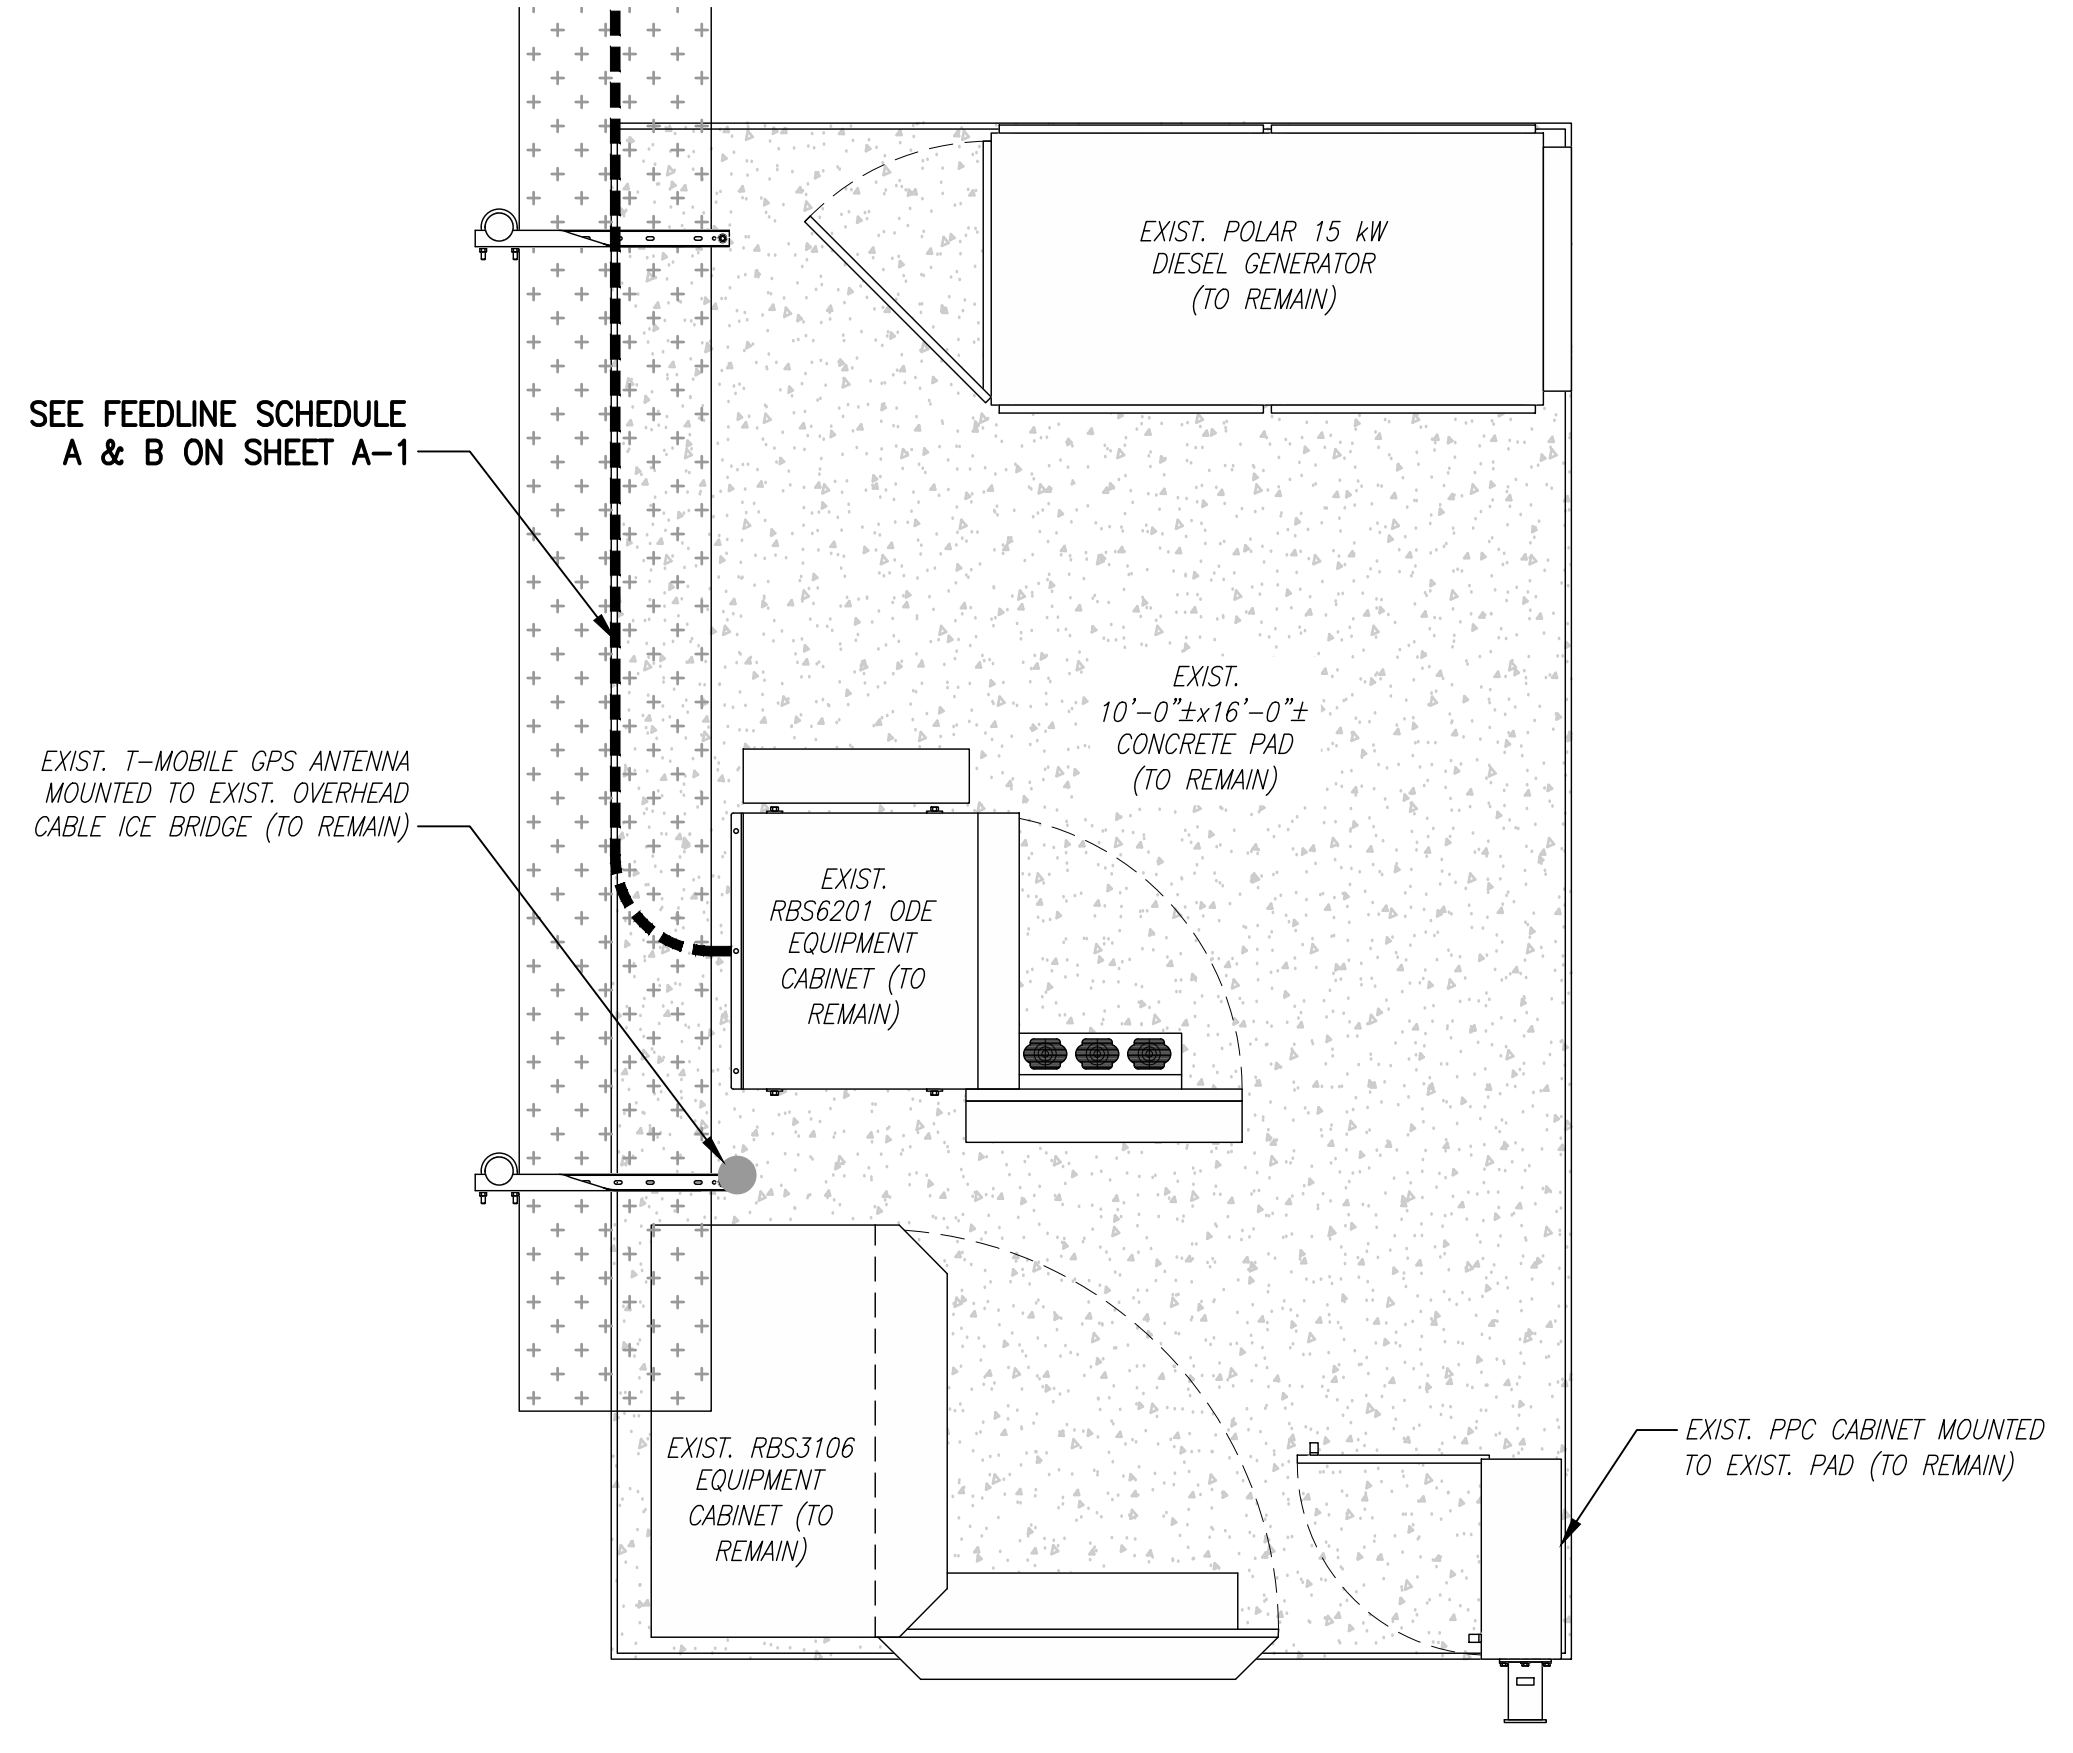 EXIST. POLAR 15 kW
DIESEL GENERATOR
(TO REMAIN)
SEE FEEDLINE SCHEDULE
A & B ON SHEET A-1
EXIST.
10'-0"±x16'-0"±
CONCRETE PAD
(TO REMAIN)
EXIST. T-MOBILE GPS ANTENNA
MOUNTED TO EXIST. OVERHEAD
CABLE ICE BRIDGE (TO REMAIN)
EXIST.
RBS6201 ODE
EQUIPMENT
CABINET (TO
REMAIN)
EXIST. RBS3106
EQUIPMENT
CABINET (TO
REMAIN)
EXIST. PPC CABINET MOUNTED
TO EXIST. PAD (TO REMAIN)